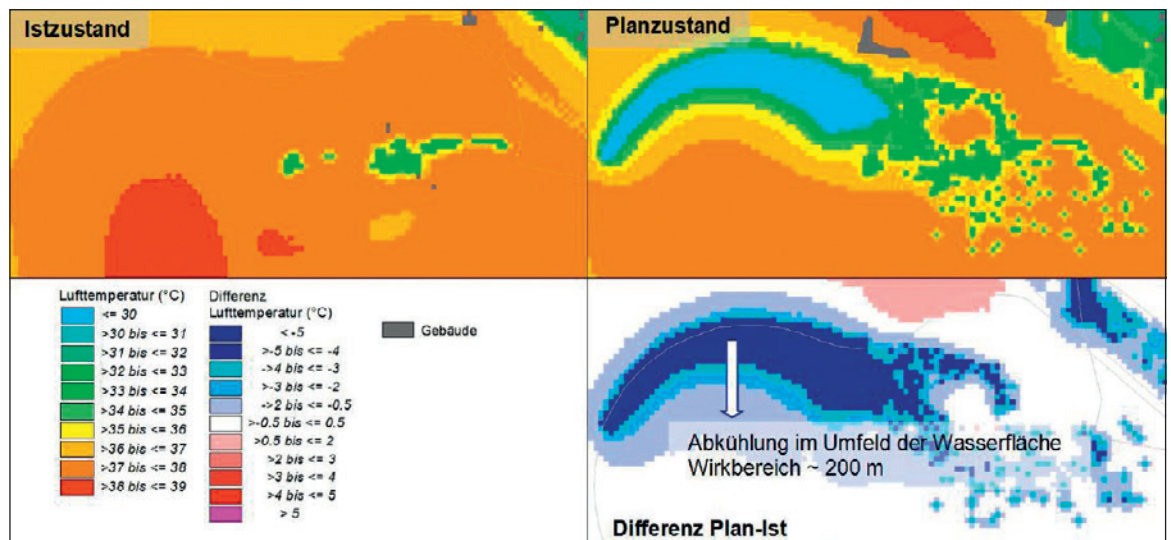 Istzustand
Planzustand
Lufttemperatur (°C)
<= 30
>30 bis <= 31
>31 bis <= 32
>32 bis <= 33
>33 bis <= 34
>34 bis <= 35
>35 bis <= 36
>36 bis <= 37
>37 bis <= 38
>38 bis <= 39
Differenz
Lufttemperatur (°C)
< -5
>-5 bis <= -4
->4 bis <= -3
>-3 bis <= -2
->2 bis <= -0.5
>-0.5 bis <= 0.5
>0.5 bis <= 2
>2 bis <= 3
>3 bis <= 4
>4 bis <= 5
> 5
Gebäude
Abkühlung im Umfeld der Wasserfläche
Wirkbereich ~ 200 m
Differenz Plan-Ist